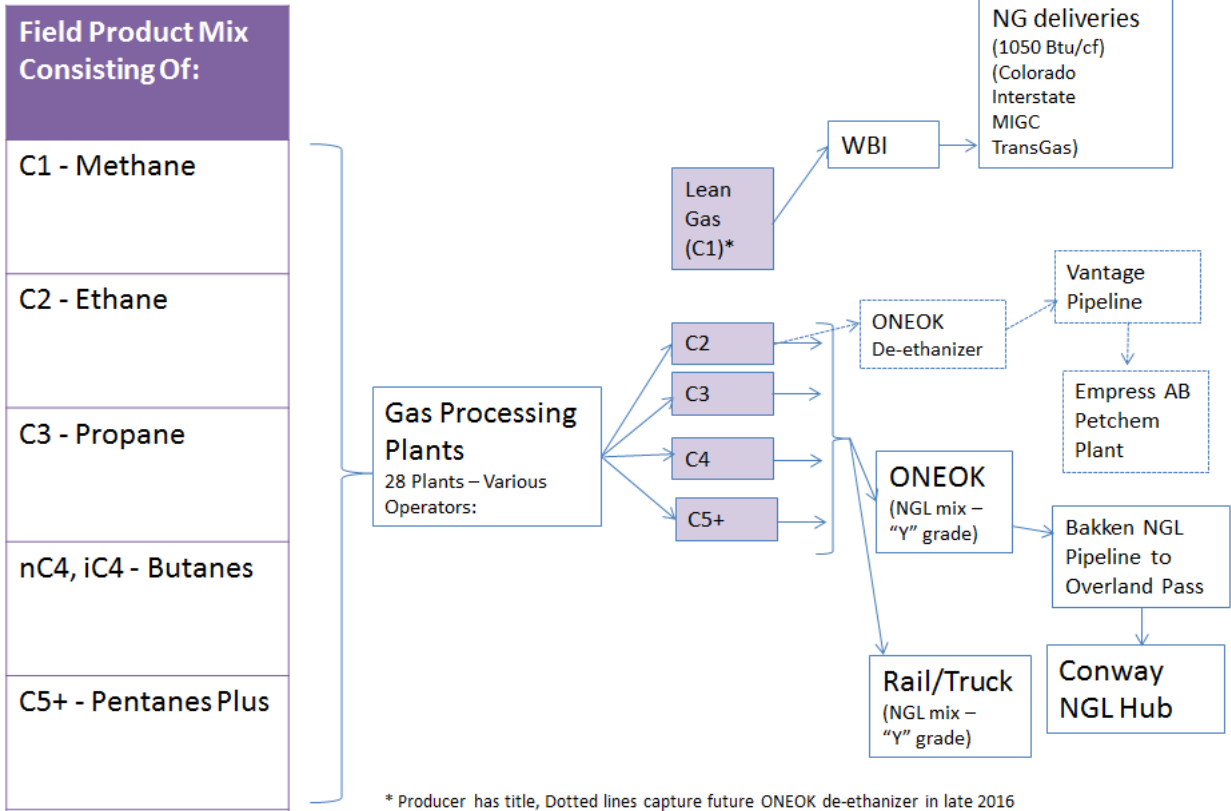 Field Product Mix
Consisting Of:
C1 - Methane
C2 - Ethane
C3 - Propane
nC4, iC4 - Butanes
C5+ - Pentanes Plus
Gas Processing
Plants
28 Plants – Various
Operators:
Lean
Gas
(C1)*
C2
C3
C4
C5+
WBI
NG deliveries
(1050 Btu/cf)
(Colorado
Interstate
MIGC
TransGas)
ONEOK
De-ethanizer
Vantage
Pipeline
Empress AB
Petchem
Plant
ONEOK
(NGL mix –
“Y” grade)
Bakken NGL
Pipeline to
Overland Pass
Rail/Truck
(NGL mix –
“Y” grade)
Conway
NGL Hub
* Producer has title, Dotted lines capture future ONEOK de-ethanizer in late 2016